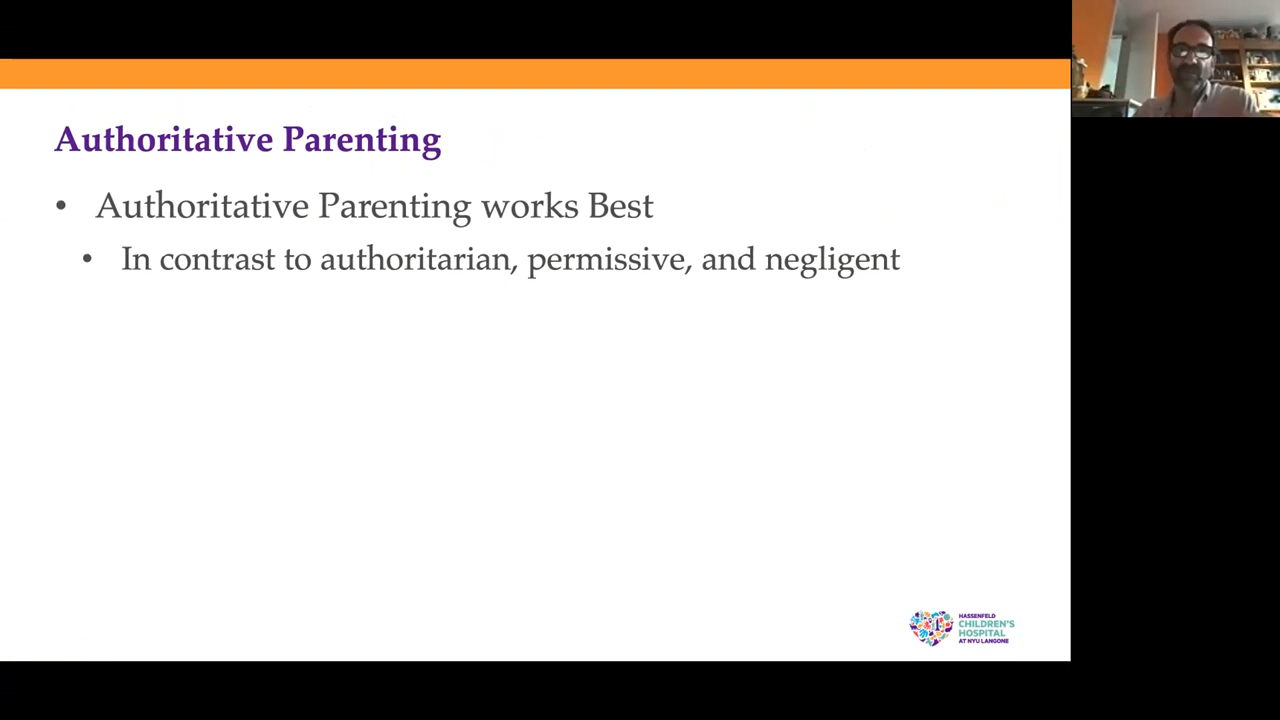 Authoritative Parenting
• Authoritative Parenting works Best
• In contrast to authoritarian, permissive, and negligent
HASSENFELD
CHILDREN'S
HOSPITAL
AT NYU LANGONE